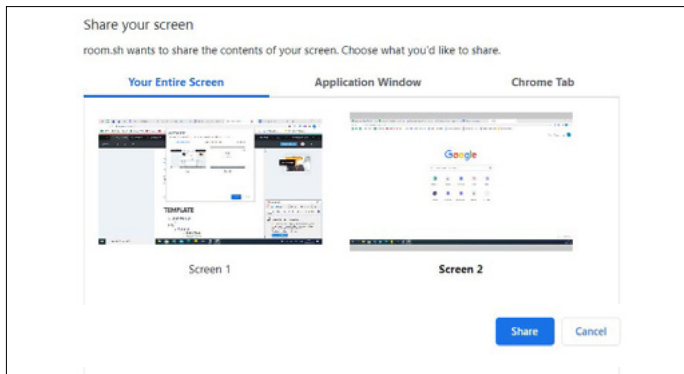 Share your screen
room.sh wants to share the contents of your screen. Choose what you'd like to share.
Your Entire Screen Application Window Chrome Tab
TEMPLATE
Google
Screen 1 Screen 2
Share Cancel